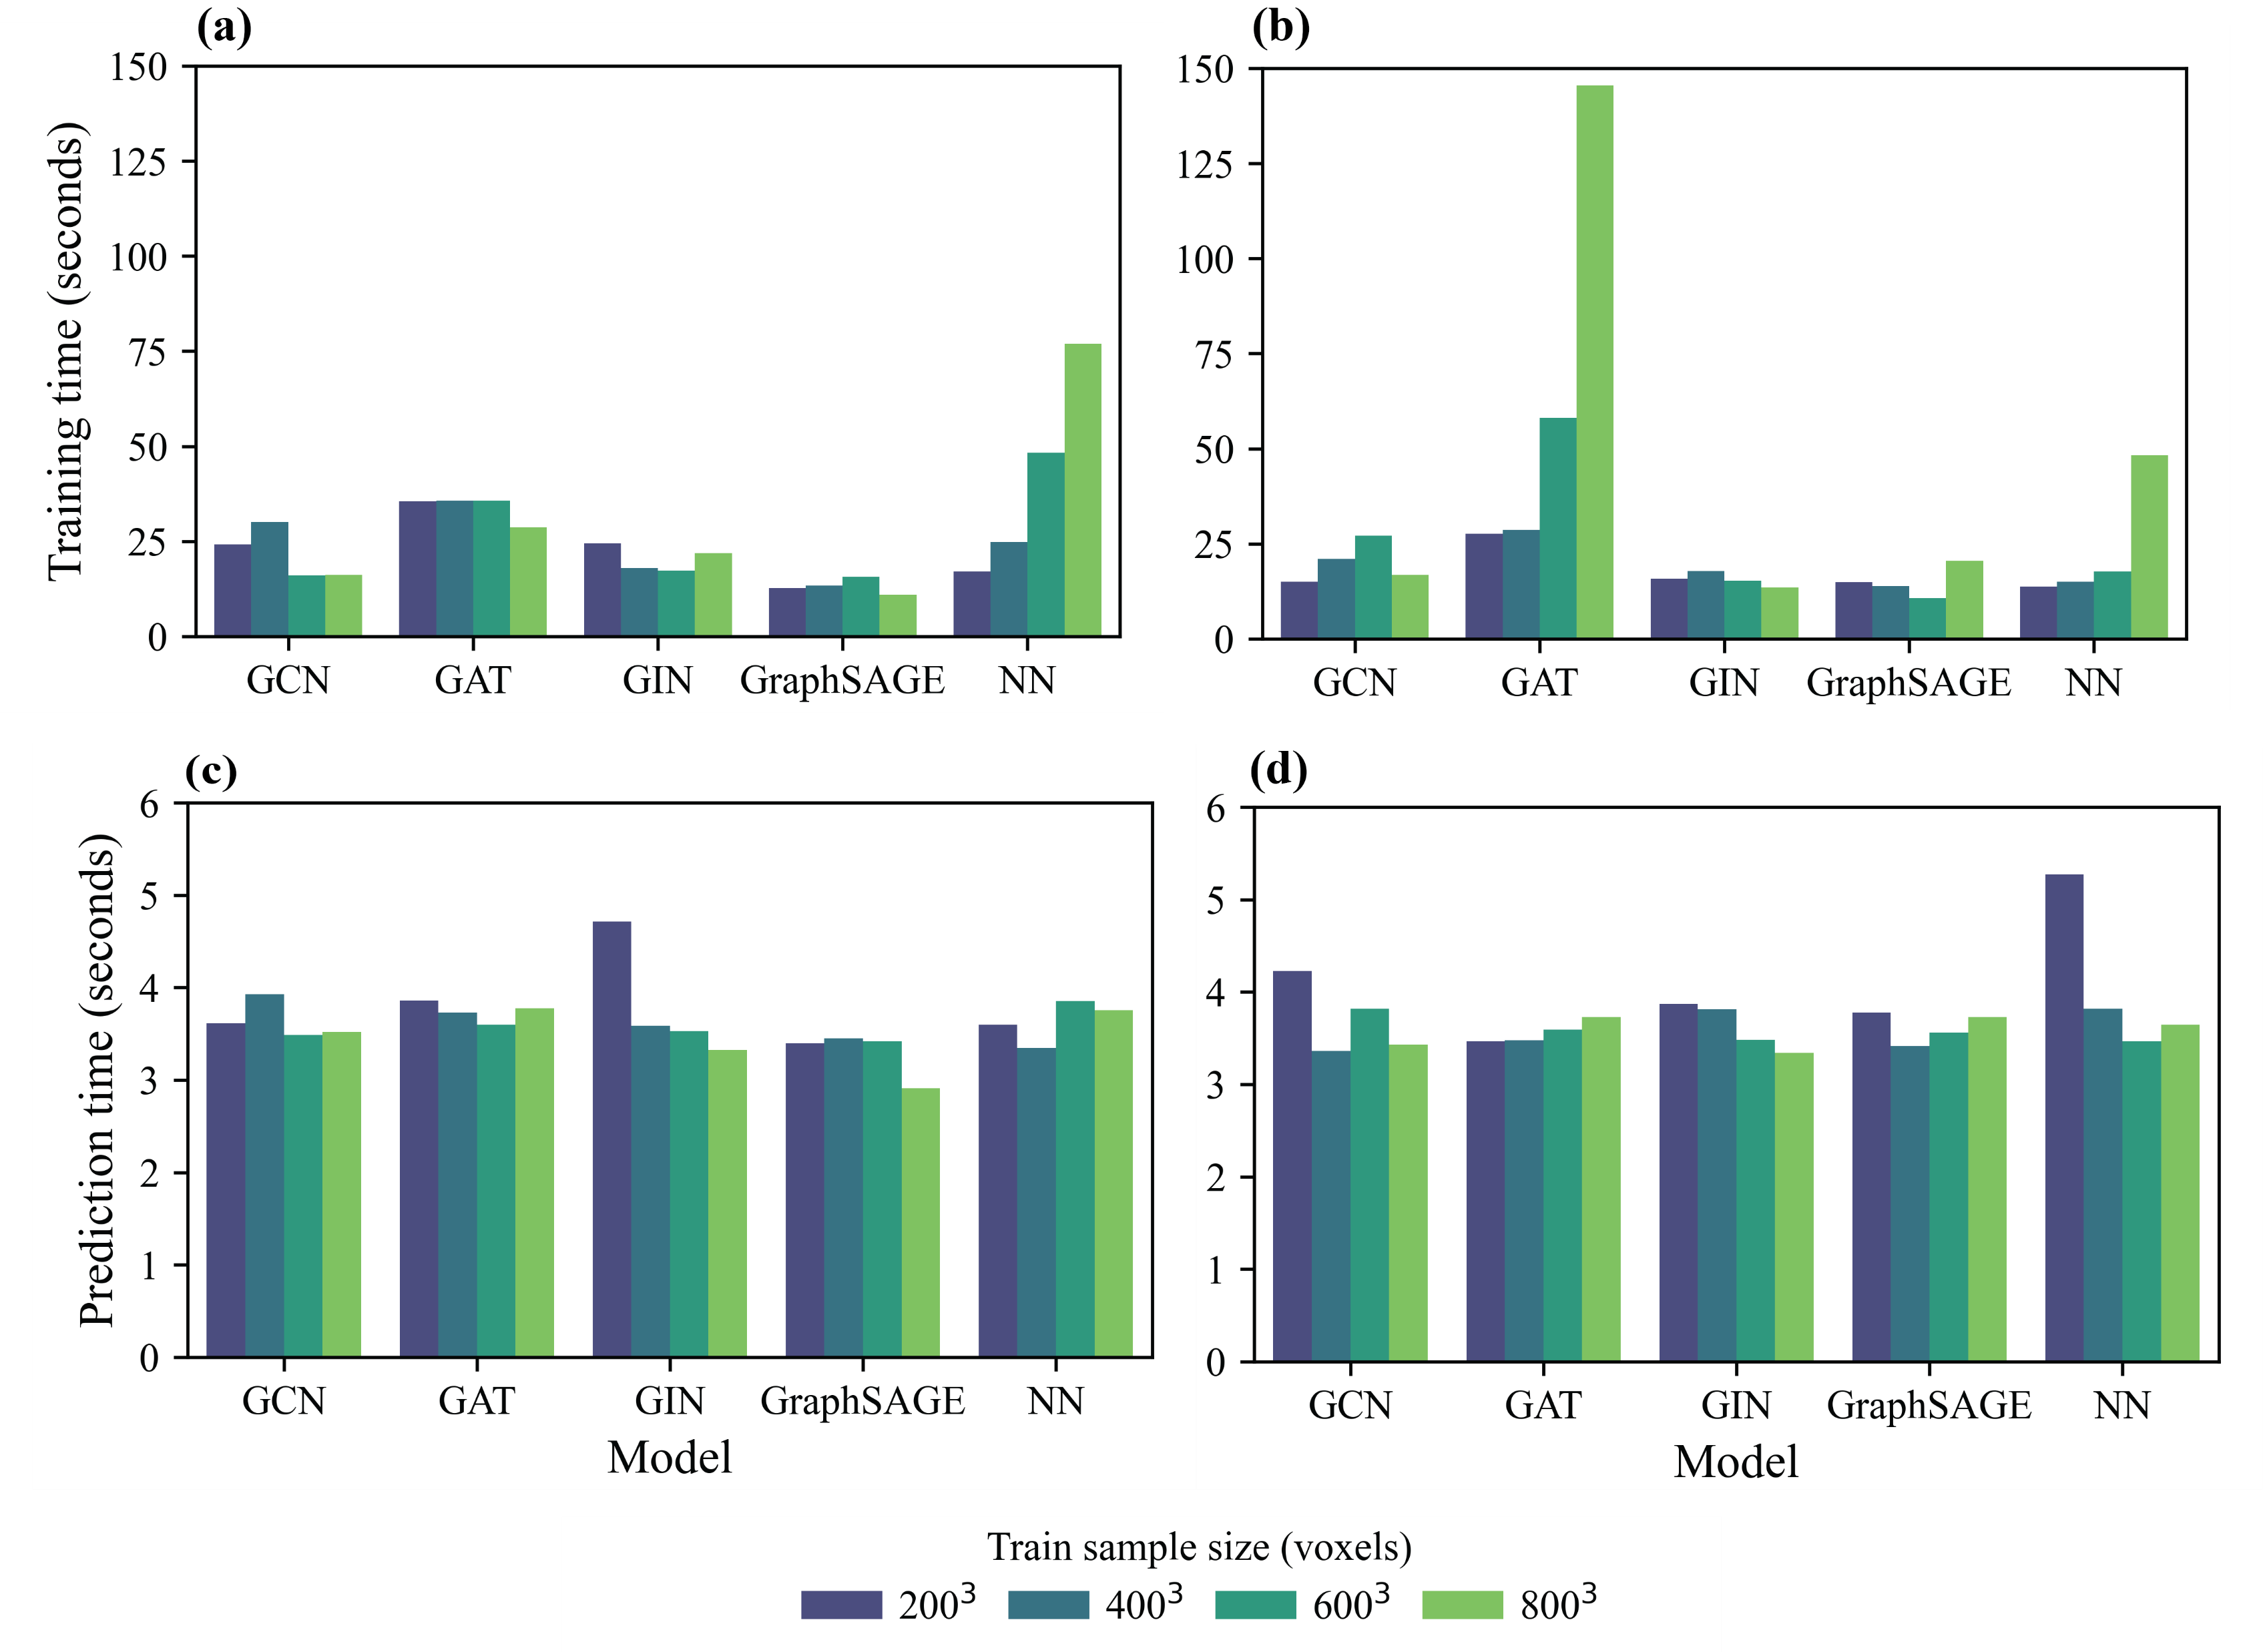 (a)
150
125
100
75
50
25
0
Training time (seconds)
GCN GAT GIN GraphSAGE NN
(b)
150
125
100
75
50
25
0
GCN GAT GIN GraphSAGE NN
(c)
6
5
4
3
2
1
0
Prediction time (seconds)
GCN GAT GIN GraphSAGE NN
Model
(d)
6
5
4
3
2
1
0
GCN GAT GIN GraphSAGE NN
Model
Train sample size (voxels)
200³ 400³ 600³ 800³